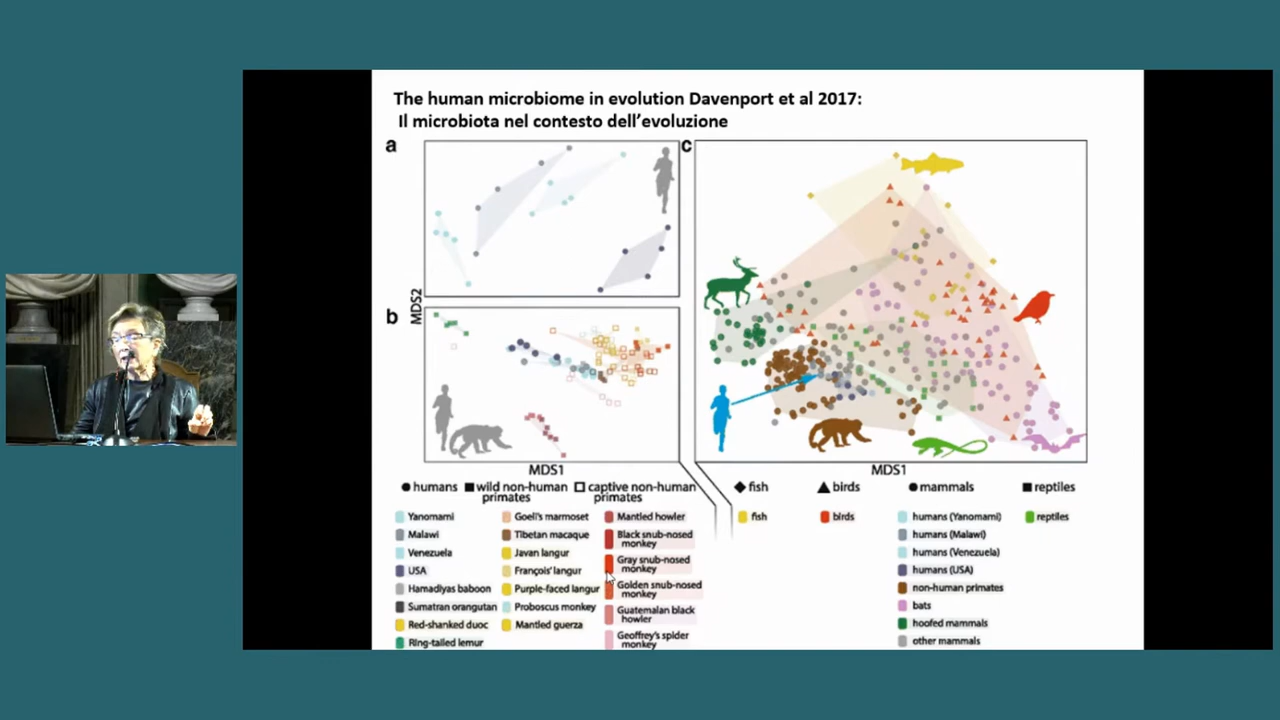 The human microbiome in evolution Davenport et al 2017:
Il microbiota nel contesto dell'evoluzione
a
c
b
MDS2
MDS1
MDS1
humans
wild non-human
primates
captive non-human
primates
Yanomami
Malawi
Venezuela
USA
Hamadiyas baboon
Sumatran orangutan
Red-shanked duoc
Ring-tailed lemur
Goeli's marmoset
Tibetan macaque
Javan langur
François' langur
Purple-faced langur
Proboscus monkey
Mantled guerza
Mantled howler
Black snub-nosed
monkey
Gray snub-nosed
monkey
Golden snub-nosed
monkey
Guatemalan black
howler
Geoffrey's spider
monkey
fish
birds
mammals
reptiles
fish
birds
humans (Yanomami)
humans (Malawi)
humans (Venezuela)
humans (USA)
non-human primates
bats
hoofed mammals
other mammals
reptiles